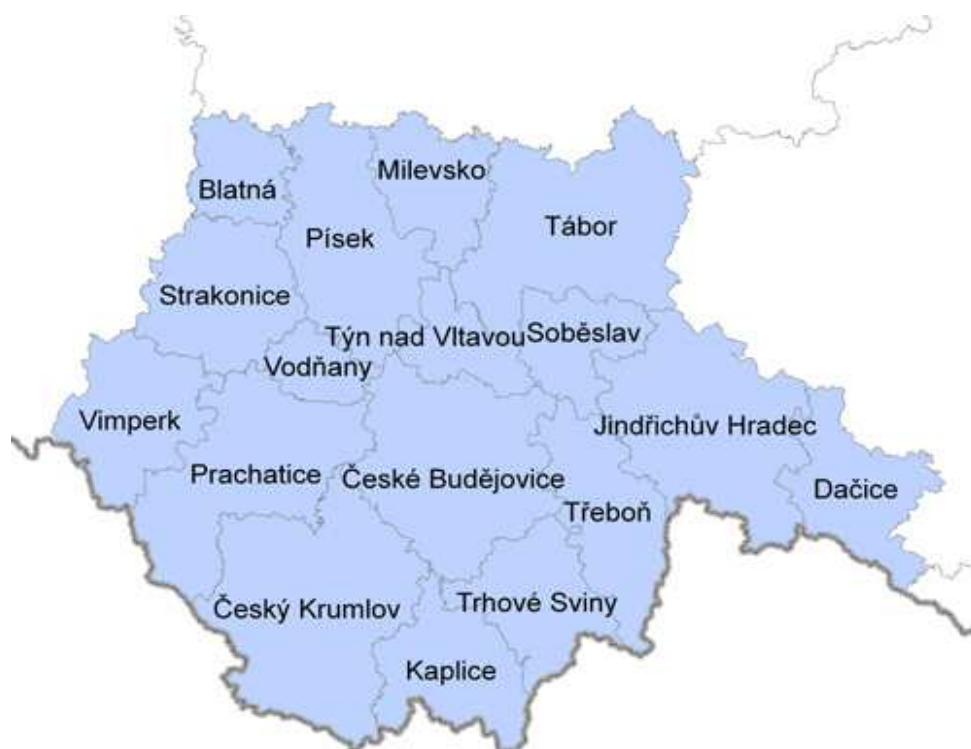 Milevsko
Blatná
Tábor
Písek
Strakonice
Týn nad Vltavou
Soběslav
Vodňany
Vimperk
Jindřichův Hradec
Prachatice
České Budějovice
Dačice
Třeboň
Český Krumlov
Trhové Sviny
Kaplice